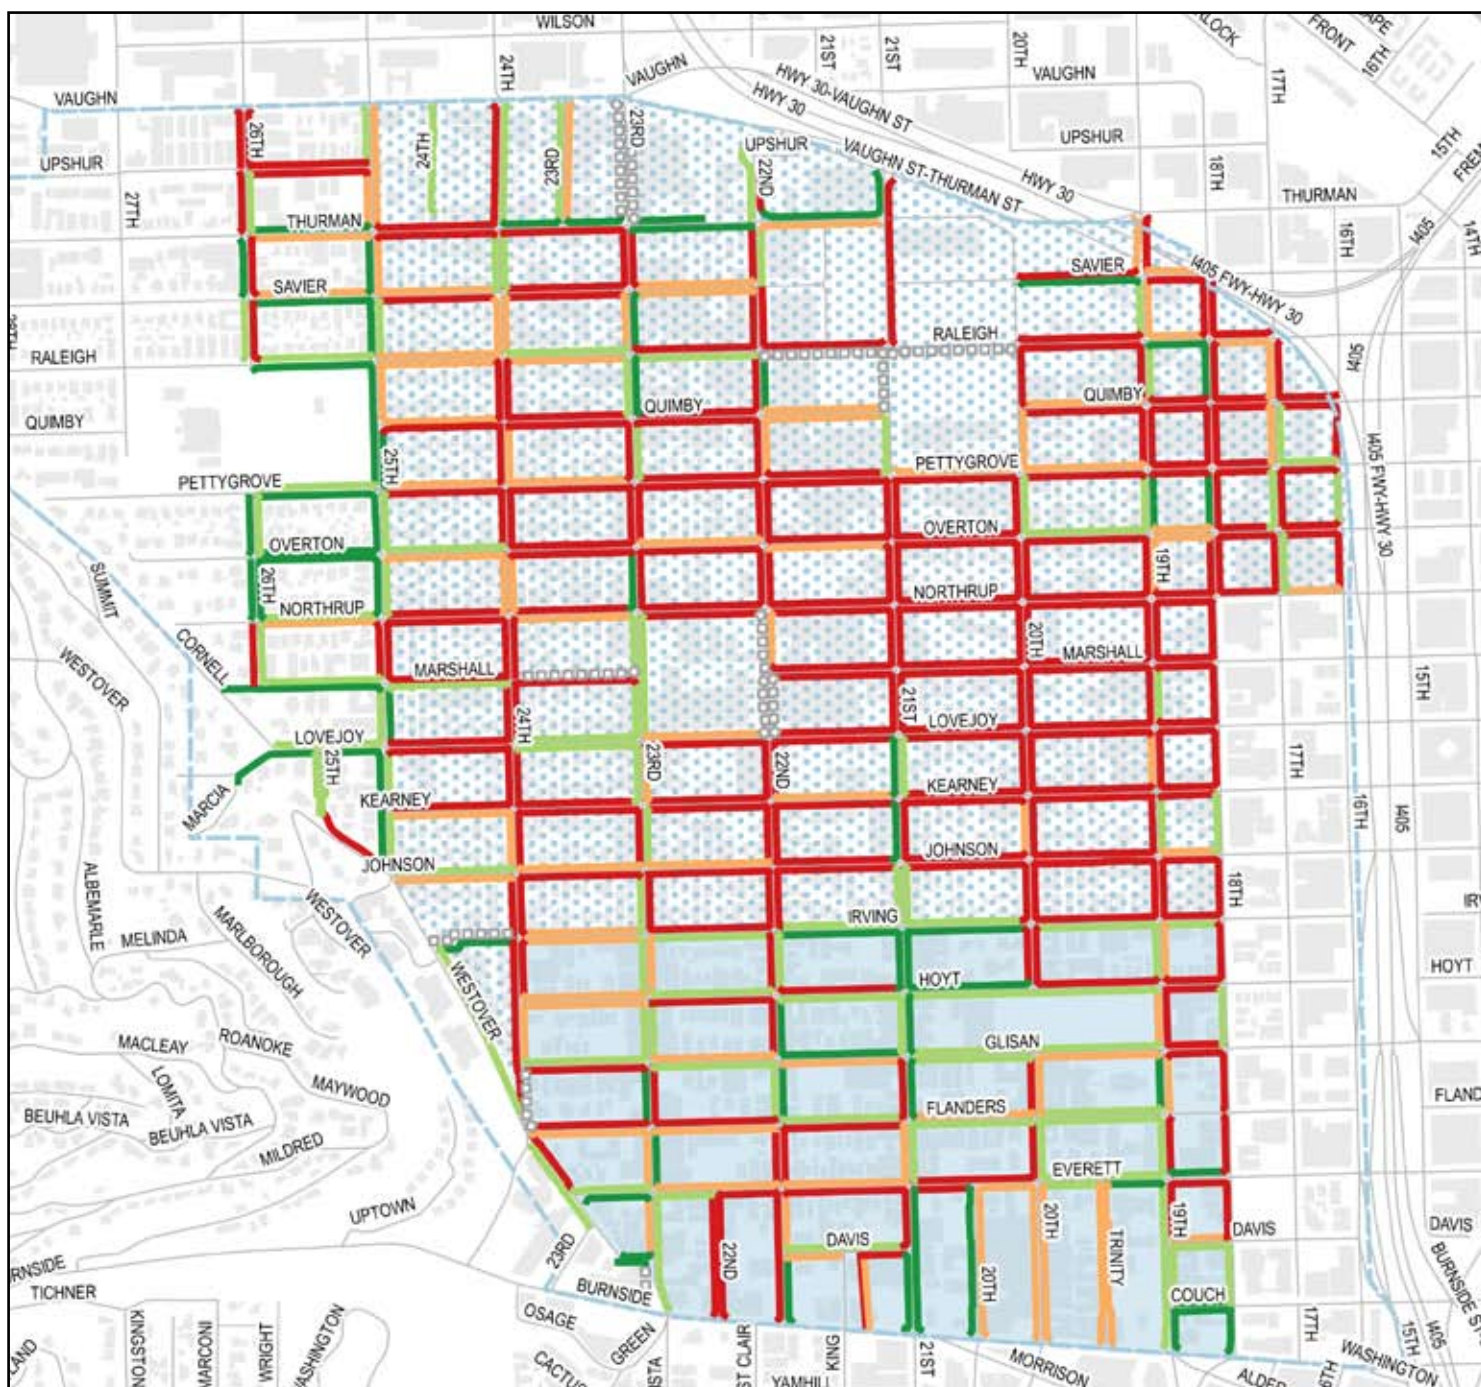 WILSON
VAUGHN
24TH
21ST
21ST
20TH
LOCK
FRONT
16TH
VAUGHN
VAUGHN
HWY 30-VAUGHN ST
HWY 30
17TH
15TH
UPSHUR
26TH
24TH
23RD
23RD
UPSHUR
22ND
VAUGHN ST-THURMAN ST
HWY 30
UPSHUR
18TH
27TH
THURMAN
THURMAN
16TH
I405
14TH
SAVIER
SAVIER
I405 FWY-HWY 30
RALEIGH
RALEIGH
I405
QUIMBY
QUIMBY
QUIMBY
PETTYGROVE
25TH
PETTYGROVE
I405 FWY-HWY 30
OVERTON
OVERTON
SUMMIT
26TH
19TH
NORTHRUP
NORTHRUP
CORNELL
WESTOVER
MARSHALL
20TH
MARSHALL
15TH
LOVEJOY
24TH
21ST
LOVEJOY
25TH
23RD
22ND
17TH
MARCIA
KEARNEY
KEARNEY
16TH
I405
JOHNSON
JOHNSON
ALBEMARLE
WESTOVER
18TH
MELINDA
MARLBOROUGH
IRVING
WESTOVER
HOYT
HOYT
MACLEAY
ROANOKE
GLISAN
LOMITA
MAYWOOD
BEUHLA VISTA
BEUHLA VISTA
FLANDERS
MILDRED
EVERETT
UPTOWN
23RD
22ND
DAVIS
20TH
20TH
TRINITY
19TH
DAVIS
DAVIS
TICHNER
BURNSIDE
COUCH
KINGSTON
MARCONI
WRIGHT
OSAGE
GREEN
CACTUS
ST CLAIR
YAMHILL
KING
21ST
MORRISON
17TH
15TH
I405
WASHINGTON